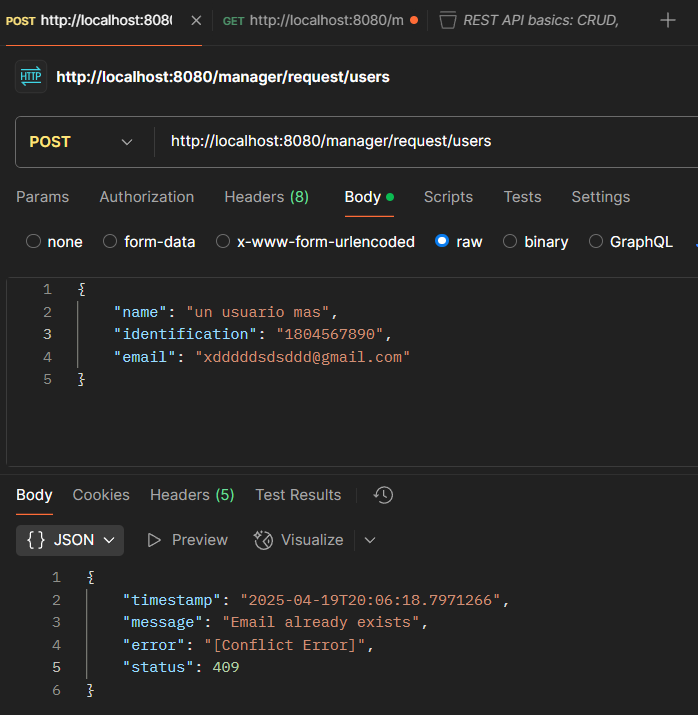 POST http://localhost:8080 GET http://localhost:8080/m REST API basics: CRUD,
HTTP http://localhost:8080/manager/request/users
POST http://localhost:8080/manager/request/users
Params Authorization Headers (8) Body Scripts Tests Settings
none form-data x-www-form-urlencoded raw binary GraphQL
1 {
2 "name": "un usuario mas",
3 "identification": "1804567890",
4 "email": "xdddddsdsddd@gmail.com"
5 }
Body Cookies Headers (5) Test Results
{} JSON Preview Visualize
1 {
2 "timestamp": "2025-04-19T20:06:18.7971266",
3 "message": "Email already exists",
4 "error": "[Conflict Error]",
5 "status": 409
6 }